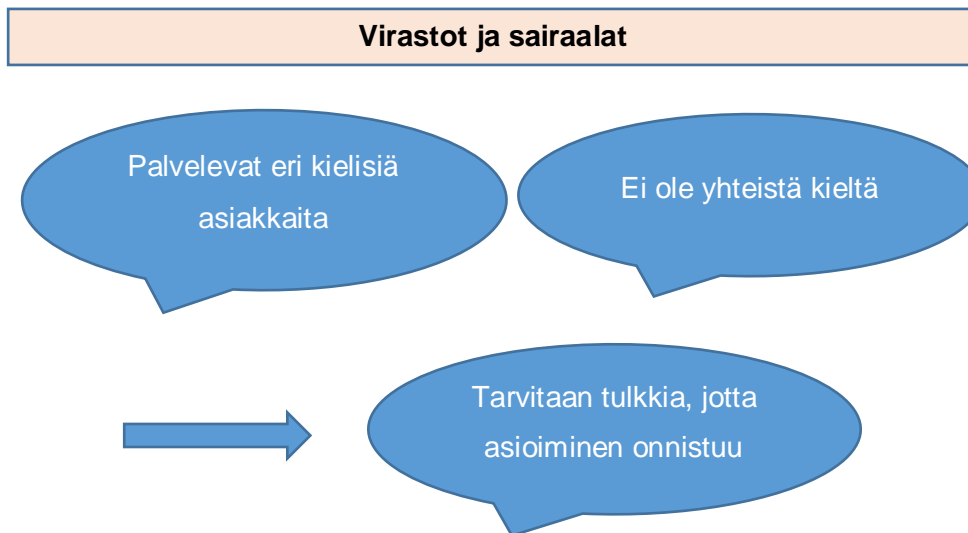 Virastot ja sairaalat
Palvelevat eri kielisiä
asiakkaita
Ei ole yhteistä kieltä
Tarvitaan tulkkia, jotta
asioiminen onnistuu